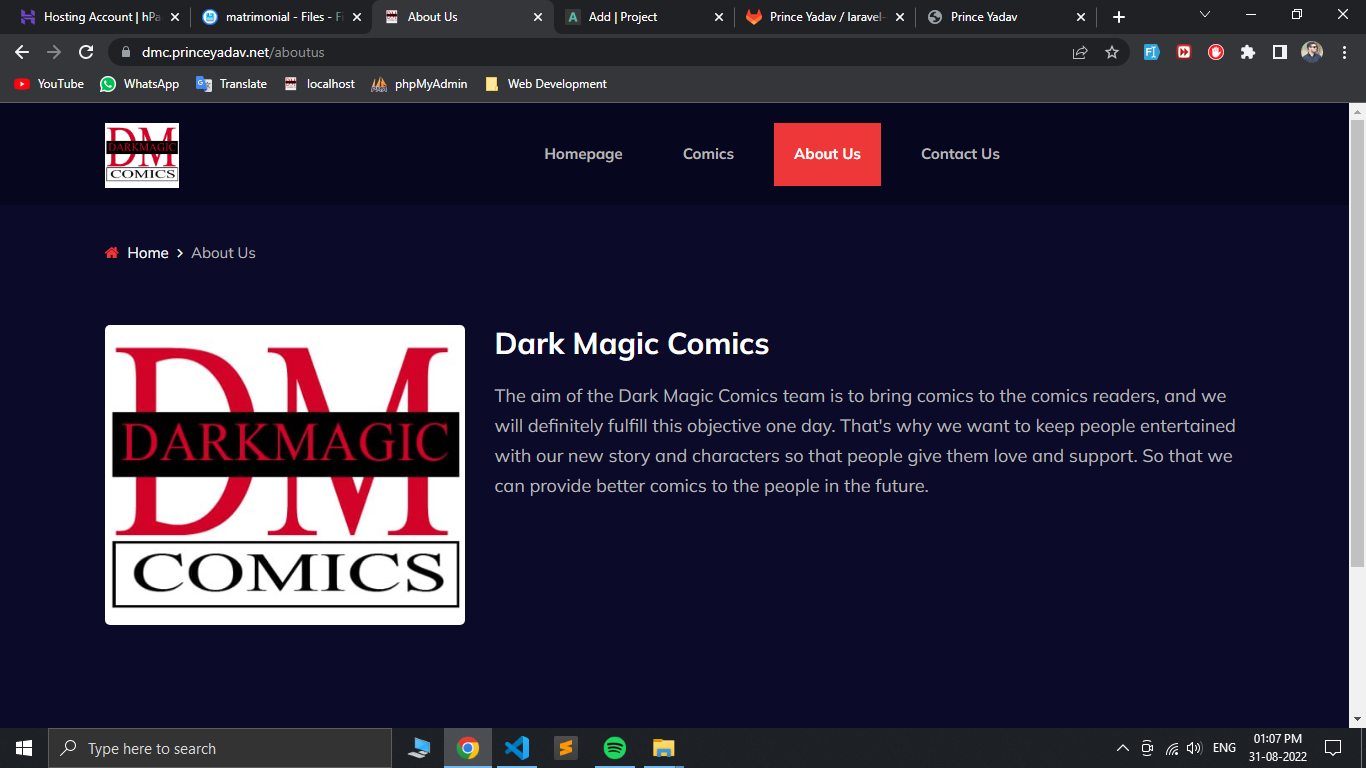 Hosting Account | hPa
matrimonial - Files - Fi
About Us
Add | Project
Prince Yadav / laravel-
Prince Yadav
dmc.princeyadav.net/aboutus
YouTube
WhatsApp
Translate
localhost
phpMyAdmin
Web Development
DM
DARKMAGIC
COMICS
Homepage
Comics
About Us
Contact Us
Home > About Us
DM
DARKMAGIC
COMICS
Dark Magic Comics
The aim of the Dark Magic Comics team is to bring comics to the comics readers, and we
will definitely fulfill this objective one day. That's why we want to keep people entertained
with our new story and characters so that people give them love and support. So that we
can provide better comics to the people in the future.
Type here to search
ENG
01:07 PM
31-08-2022